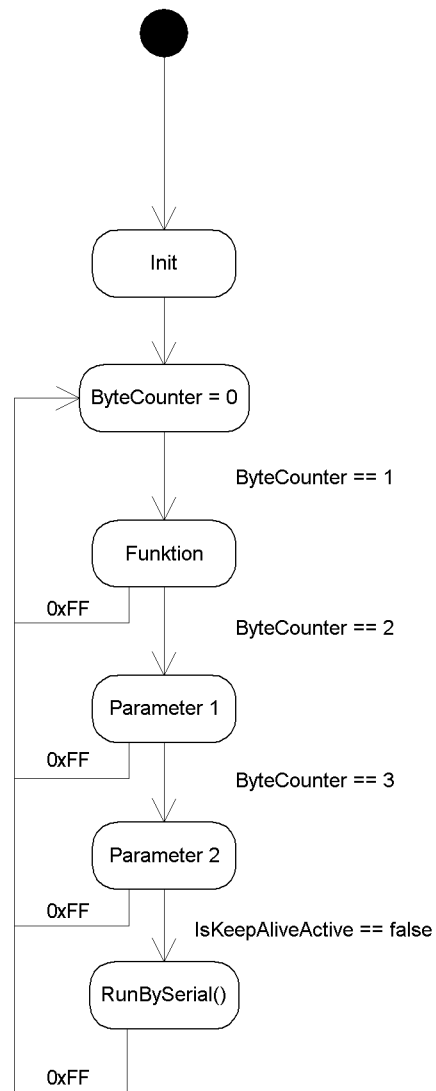 Init
ByteCounter = 0
ByteCounter == 1
Funktion
0xFF
ByteCounter == 2
Parameter 1
0xFF
ByteCounter == 3
Parameter 2
0xFF
IsKeepAliveActive == false
RunBySerial()
0xFF